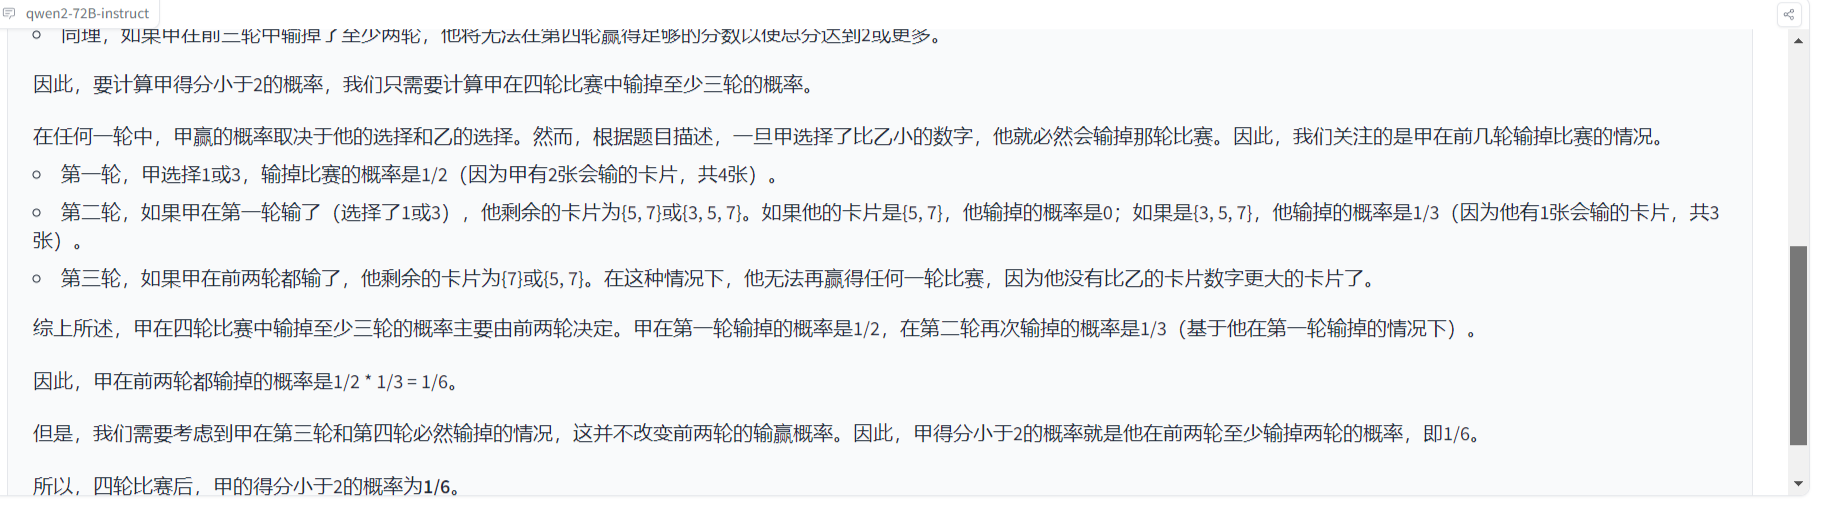 qwen2-72B-instruct
同理，如果甲在前三轮中输掉了至少两轮，他将无法在第四轮赢得足够的分数以使总分达到2或更多。
因此，要计算甲得分小于2的概率，我们只需要计算甲在四轮比赛中输掉至少三轮的概率。
在任何一轮中，甲赢的概率取决于他的选择和乙的选择。然而，根据题目描述，一旦甲选择了比乙小的数字，他就必然会输掉那轮比赛。因此，我们关注的是甲在前几轮输掉比赛的情况。
第一轮，甲选择1或3，输掉比赛的概率是1/2（因为甲有2张会输的卡片，共4张）。
第二轮，如果甲在第一轮输了（选择了1或3），他剩余的卡片为{5, 7}或{3, 5, 7}。如果他的卡片是{5, 7}，他输掉的概率是0；如果是{3, 5, 7}，他输掉的概率是1/3（因为他有1张会输的卡片，共3
张）。
第三轮，如果甲在前两轮都输了，他剩余的卡片为{7}或{5, 7}。在这种情况下，他无法再赢得任何一轮比赛，因为他没有比乙的卡片数字更大的卡片了。
综上所述，甲在四轮比赛中输掉至少三轮的概率主要由前两轮决定。甲在第一轮输掉的概率是1/2，在第二轮再次输掉的概率是1/3（基于他在第一轮输掉的情况下）。
因此，甲在前两轮都输掉的概率是1/2 * 1/3 = 1/6。
但是，我们需要考虑到甲在第三轮和第四轮必然输掉的情况，这并不改变前两轮的输赢概率。因此，甲得分小于2的概率就是他在前两轮至少输掉两轮的概率，即1/6。
所以，四轮比赛后，甲的得分小于2的概率为1/6。